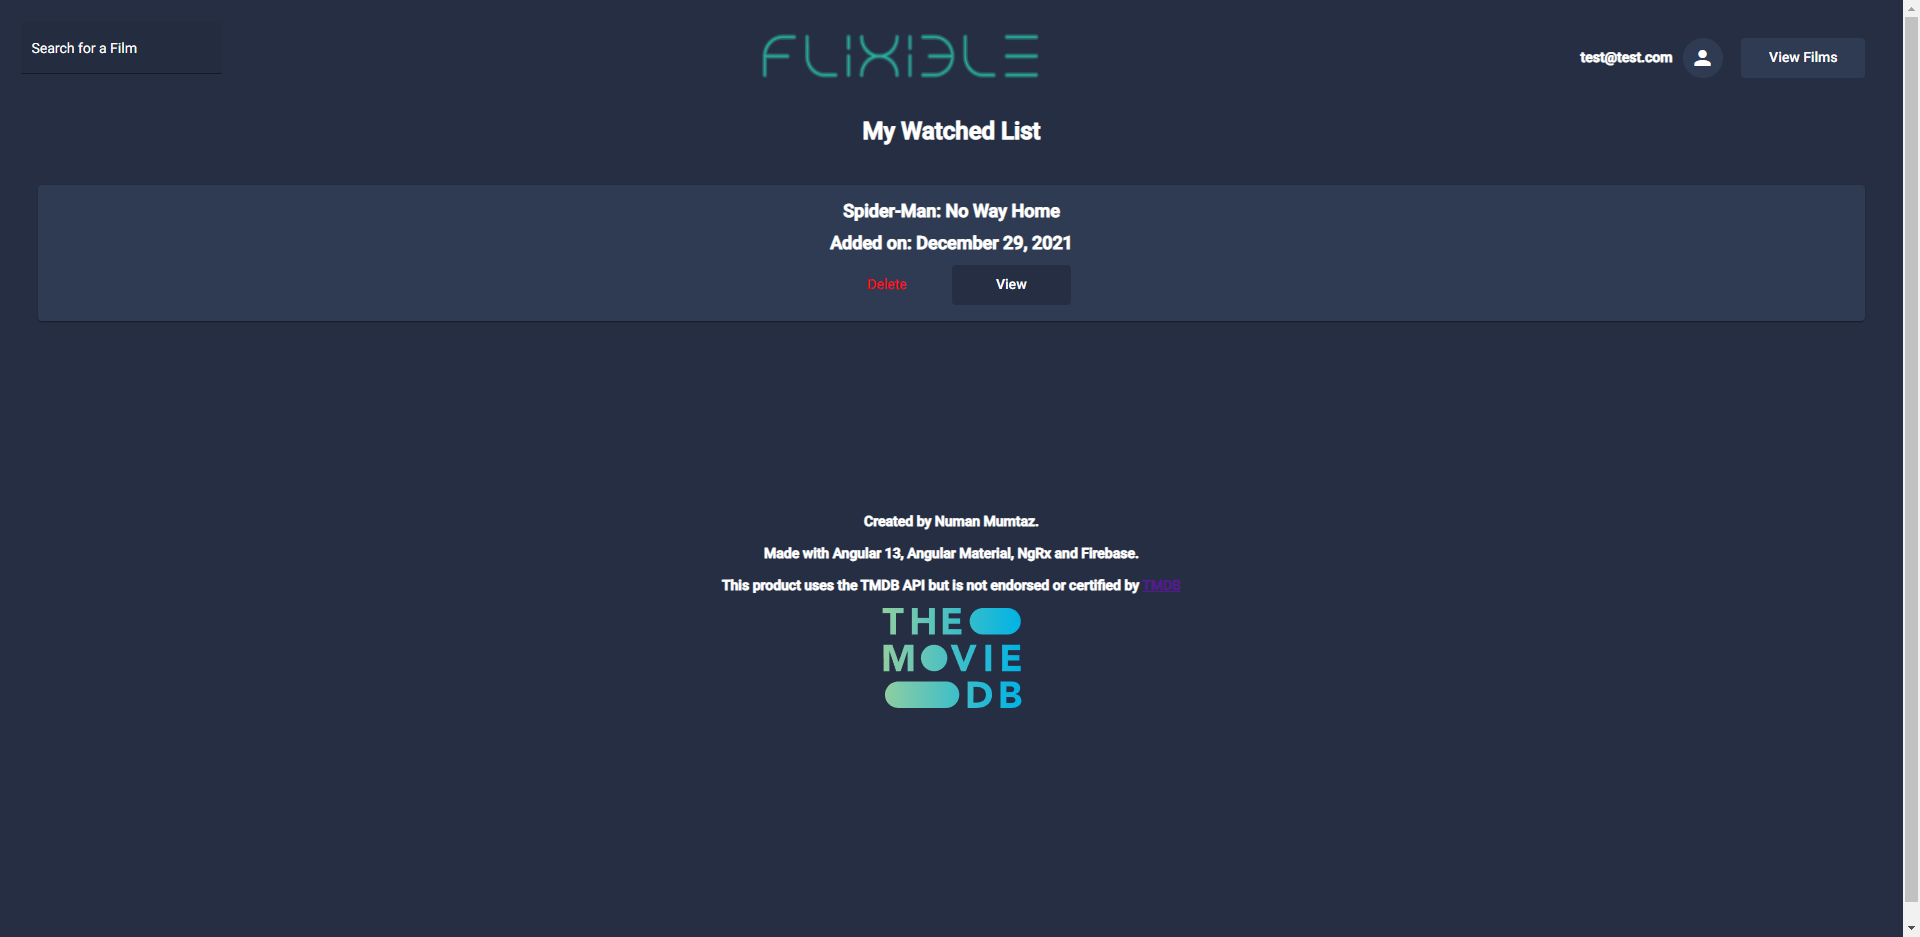 Search for a Film
FLIXIBLE
test@test.com
View Films
My Watched List
Spider-Man: No Way Home
Added on: December 29, 2021
Delete
View
Created by Numan Mumtaz.
Made with Angular 13, Angular Material, NgRx and Firebase.
This product uses the TMDB API but is not endorsed or certified by TMDB
THE
MOVIE
DB